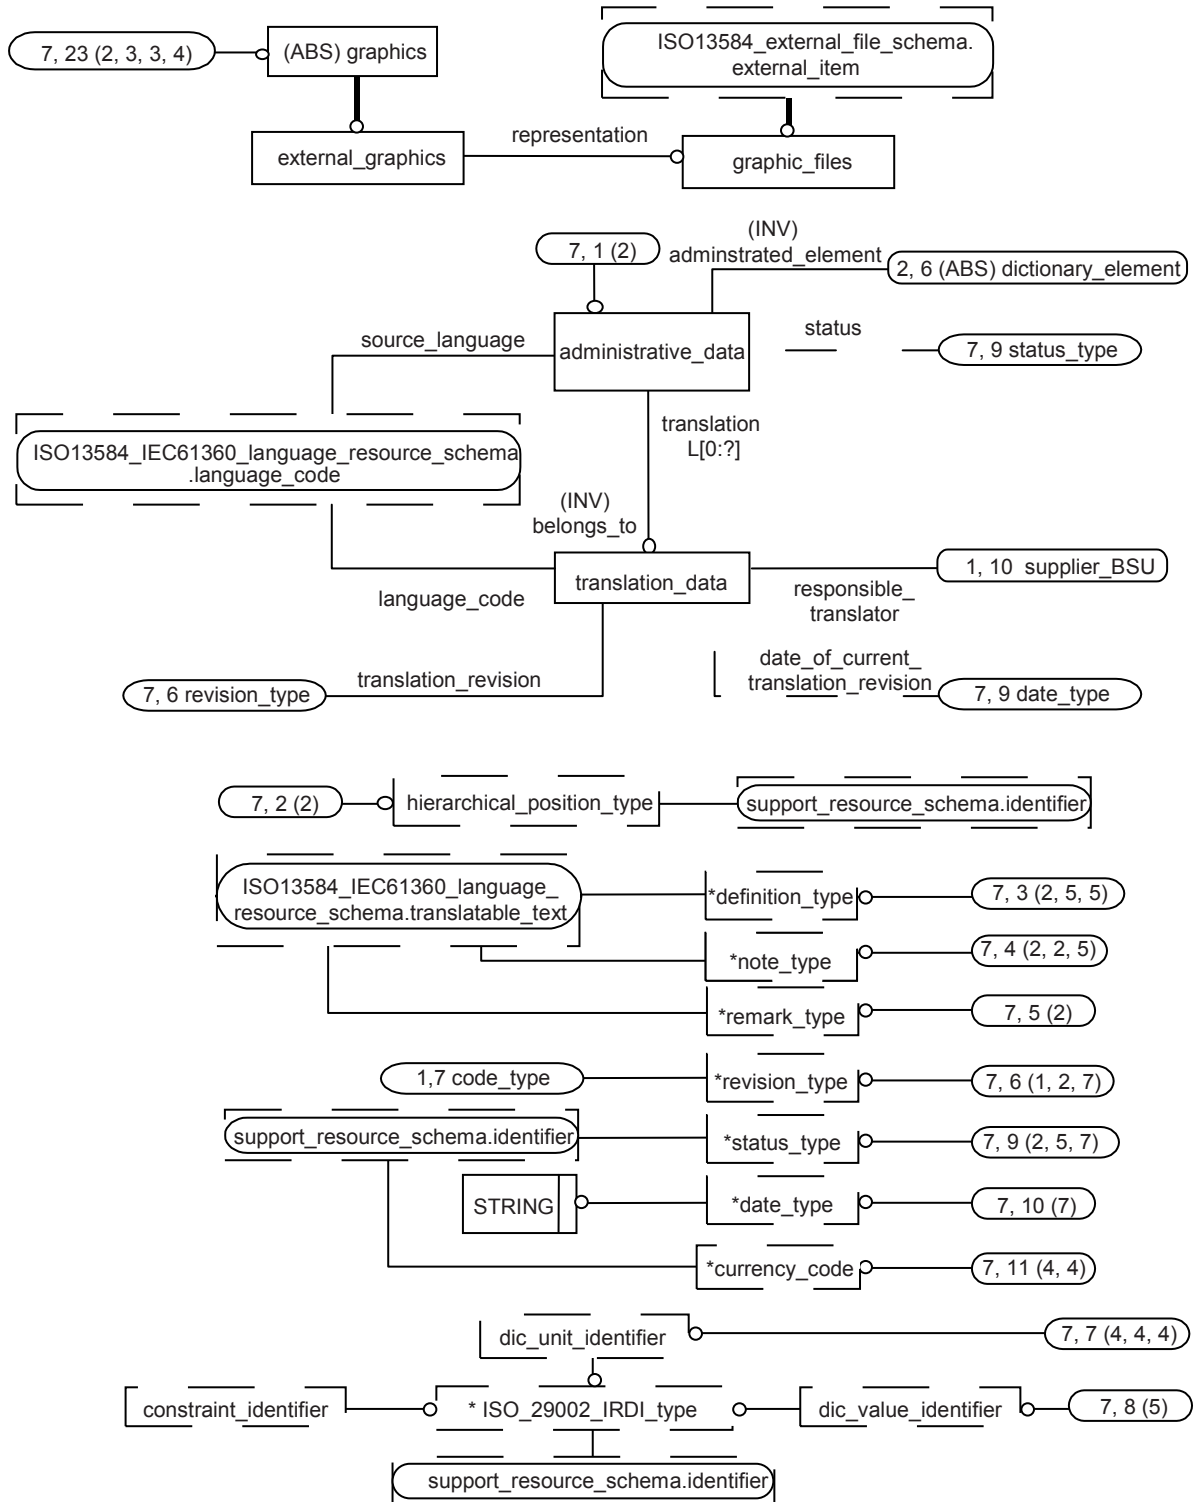 7, 23 (2, 3, 3, 4)
(ABS) graphics
ISO13584_external_file_schema.
external_item
external_graphics
representation
graphic_files
7, 1 (2)
(INV)
adminstrated_element
2, 6 (ABS) dictionary_element
source_language
administrative_data
status
7, 9 status_type
ISO13584_IEC61360_language_resource_schema
.language_code
translation
L[0:?]
(INV)
belongs_to
language_code
translation_data
1, 10 supplier_BSU
responsible_
translator
7, 6 revision_type
translation_revision
date_of_current_
translation_revision
7, 9 date_type
7, 2 (2)
hierarchical_position_type
support_resource_schema.identifier
ISO13584_IEC61360_language_
resource_schema.translatable_text
*definition_type
7, 3 (2, 5, 5)
*note_type
7, 4 (2, 2, 5)
*remark_type
7, 5 (2)
1,7 code_type
*revision_type
7, 6 (1, 2, 7)
support_resource_schema.identifier
*status_type
7, 9 (2, 5, 7)
STRING
*date_type
7, 10 (7)
*currency_code
7, 11 (4, 4)
dic_unit_identifier
7, 7 (4, 4, 4)
constraint_identifier
* ISO_29002_IRDI_type
dic_value_identifier
7, 8 (5)
support_resource_schema.identifier